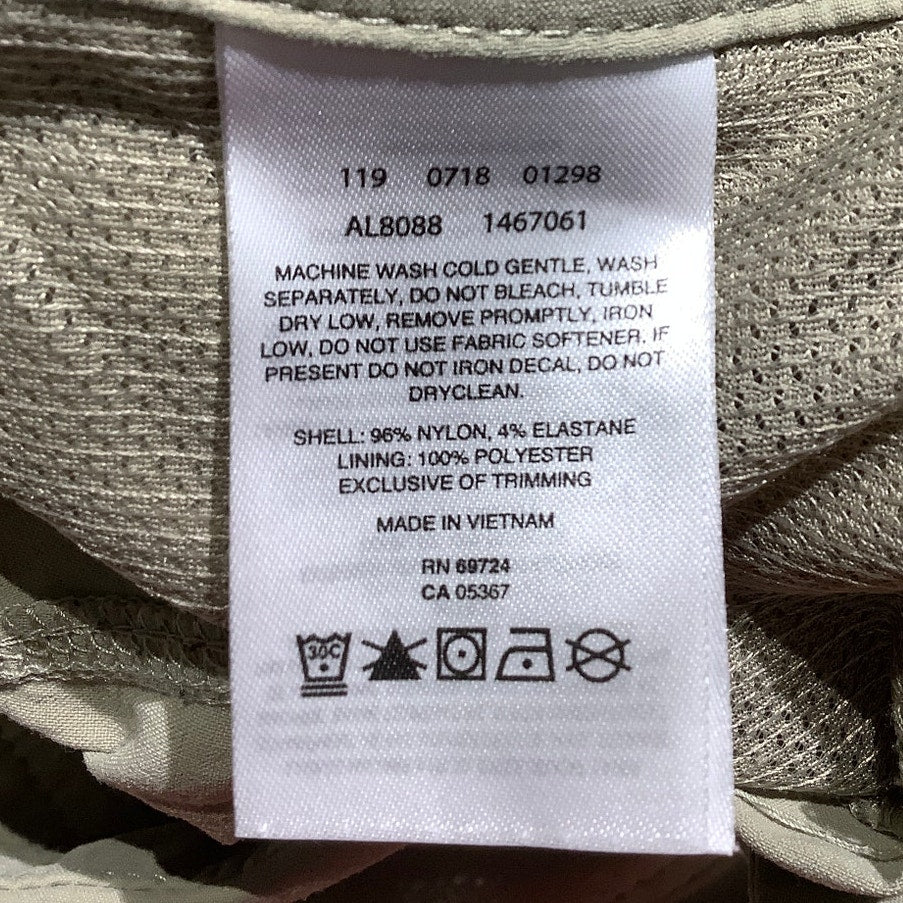 119 0718 01298
AL8088 1467061
MACHINE WASH COLD GENTLE, WASH
SEPARATELY, DO NOT BLEACH, TUMBLE
DRY LOW, REMOVE PROMPTLY, IRON
LOW, DO NOT USE FABRIC SOFTENER. IF
PRESENT DO NOT IRON DECAL, DO NOT
DRYCLEAN.
SHELL: 96% NYLON, 4% ELASTANE
LINING: 100% POLYESTER
EXCLUSIVE OF TRIMMING
MADE IN VIETNAM
RN 69724
CA 05367
30C